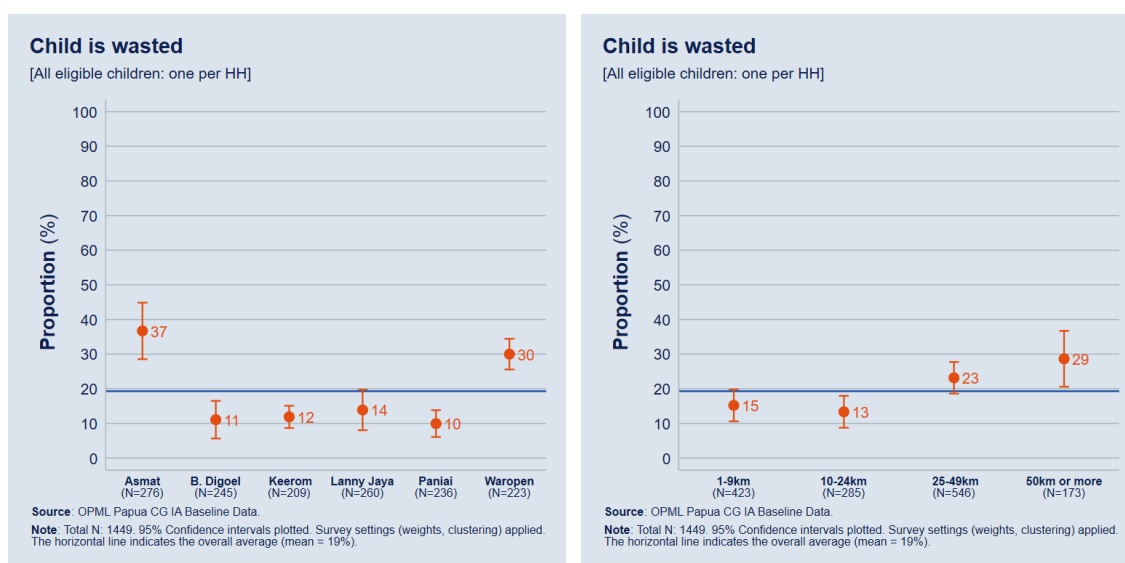 Child is wasted
[All eligible children: one per HH]
Proportion (%)
100
90
80
70
60
50
40
30
20
10
0
37
11
12
14
10
30
Asmat B. Digoel Keerom Lanny Jaya Paniai Waropen
(N=276) (N=245) (N=209) (N=260) (N=236) (N=223)
Source: OPML Papua CG IA Baseline Data.
Note: Total N: 1449. 95% Confidence intervals plotted. Survey settings (weights, clustering) applied.
The horizontal line indicates the overall average (mean = 19%).
Child is wasted
[All eligible children: one per HH]
Proportion (%)
100
90
80
70
60
50
40
30
20
10
0
15
13
23
29
1-9km 10-24km 25-49km 50km or more
(N=423) (N=285) (N=546) (N=173)
Source: OPML Papua CG IA Baseline Data.
Note: Total N: 1449. 95% Confidence intervals plotted. Survey settings (weights, clustering) applied.
The horizontal line indicates the overall average (mean = 19%).